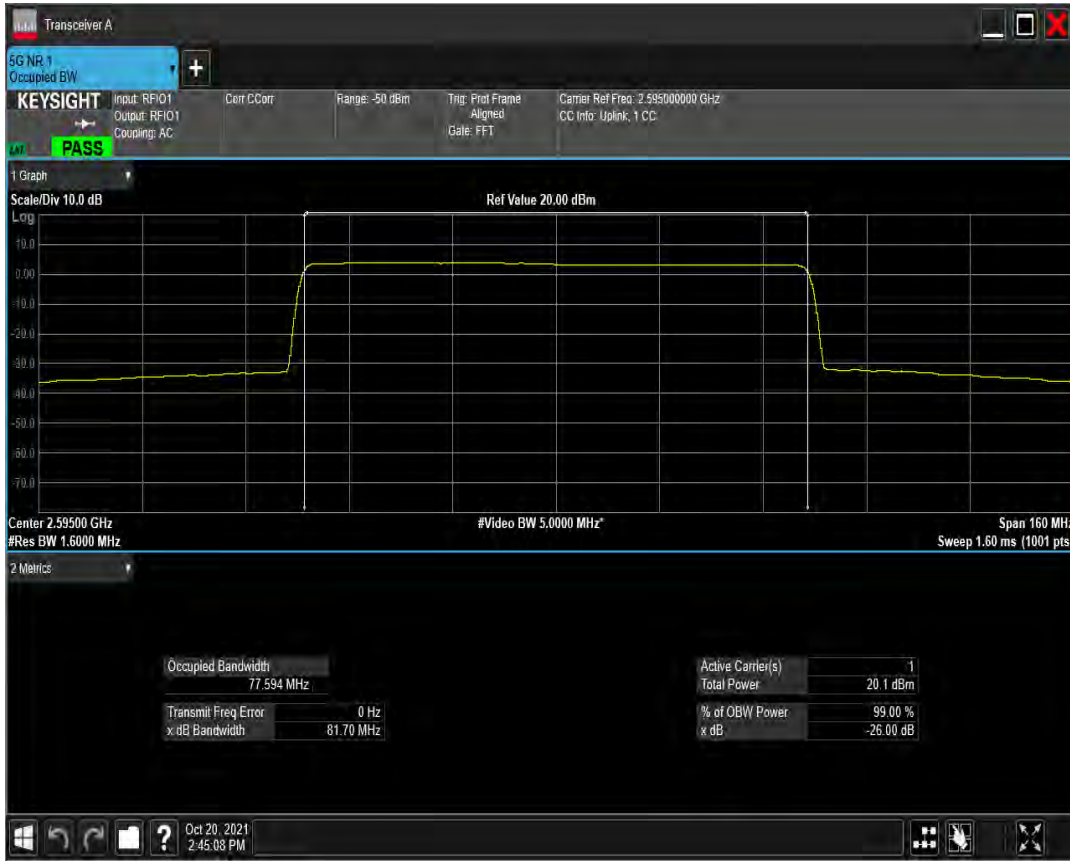 Transceiver A
5G NR 1
Occupied BW
+
KEYSIGHT
Input: RFIO1
Output: RFIO1
Coupling: AC
Corr CCorr
Range: -50 dBm
Trig: Prot Frame
Aligned
Gate: FFT
Carrier Ref Freq: 2.595000000 GHz
CC Info: Uplink, 1 CC
PASS
1 Graph
Scale/Div 10.0 dB
Ref Value 20.00 dBm
Log
10.0
0.00
-10.0
-20.0
-30.0
-40.0
-50.0
-60.0
-70.0
Center 2.59500 GHz
#Video BW 5.0000 MHz*
Span 160 MHz
#Res BW 1.6000 MHz
Sweep 1.60 ms (1001 pts
2 Metrics
Occupied Bandwidth
77.594 MHz
Transmit Freq Error 0 Hz
x dB Bandwidth 81.70 MHz
Active Carrier(s) 1
Total Power 20.1 dBm
% of OBW Power 99.00 %
x dB -26.00 dB
?
Oct 20, 2021
2:45:08 PM